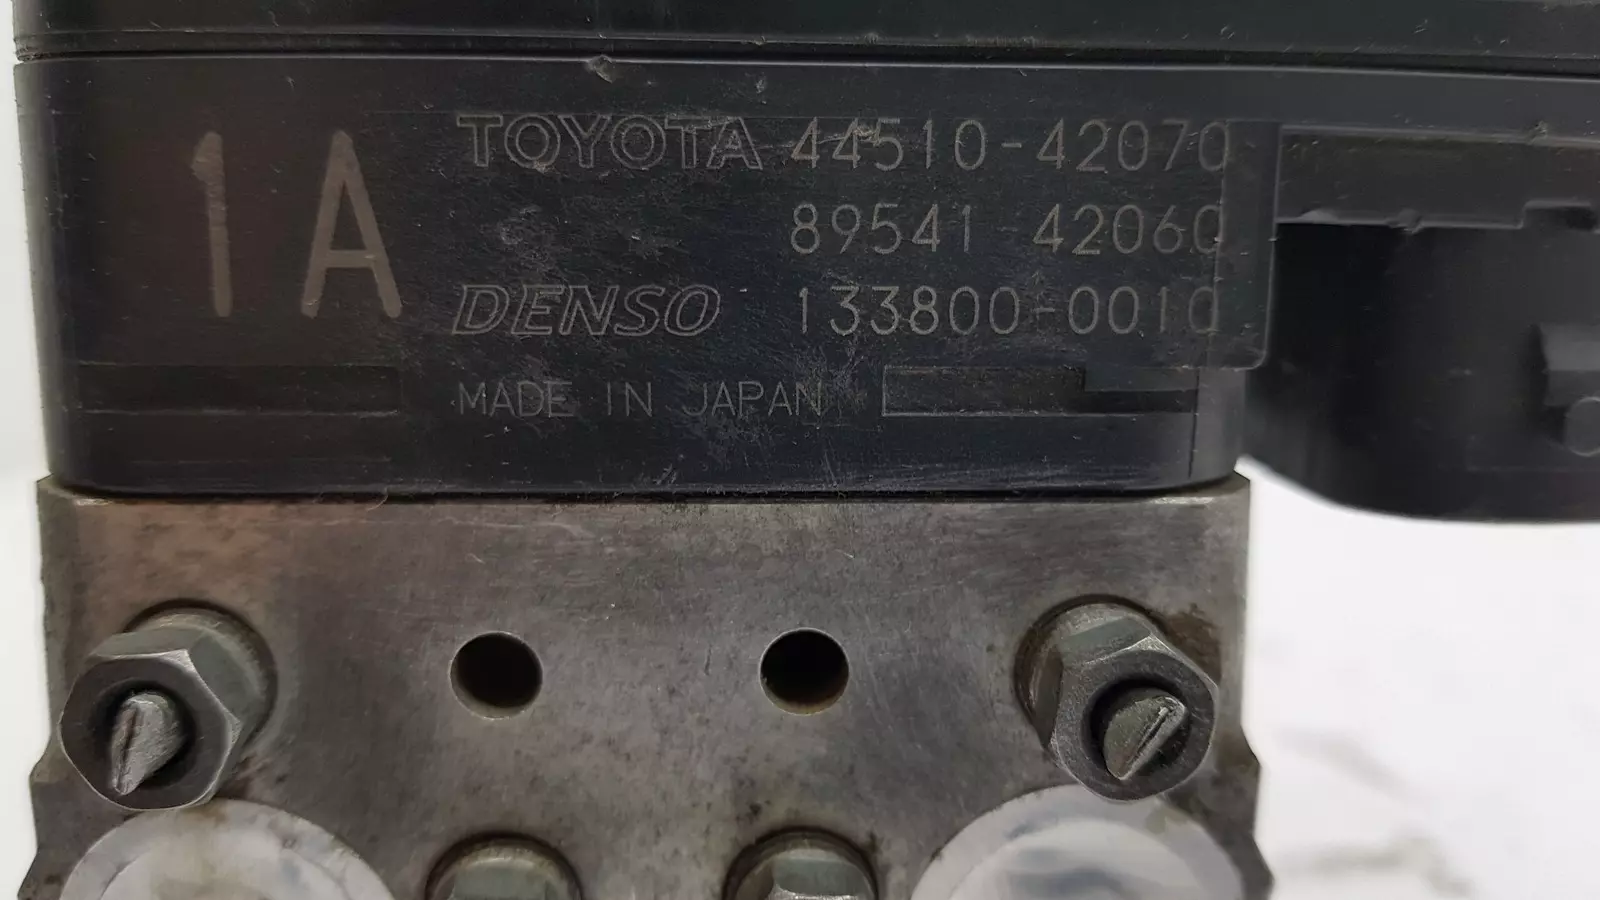 1A
TOYOTA 44510-42070
89541-42060
DENSO 133800-0010
MADE IN JAPAN